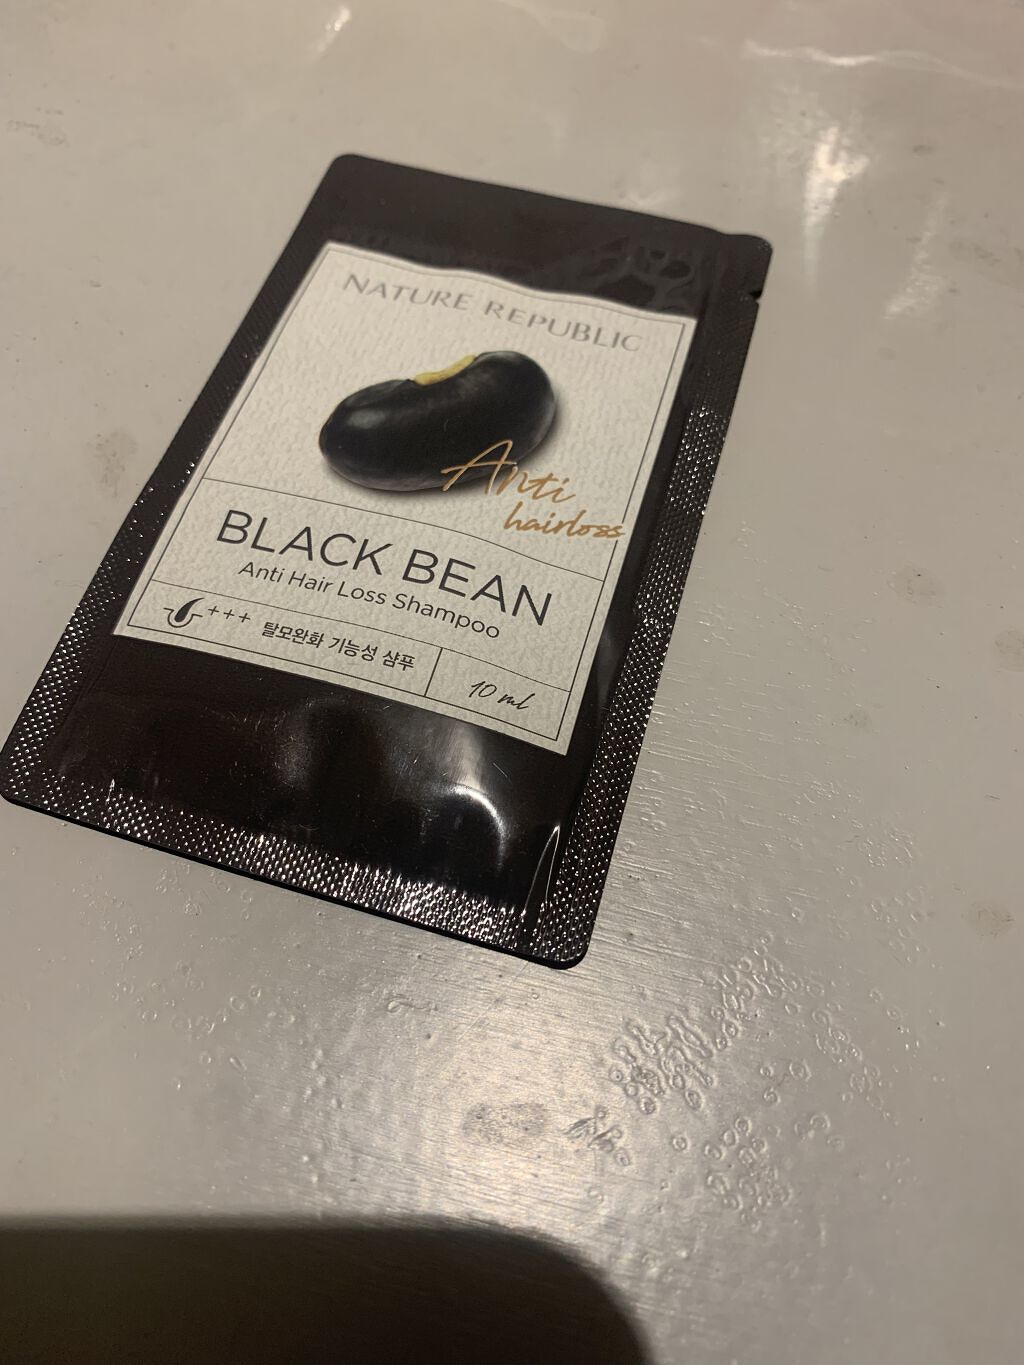 NATURE REPUBLIC
Anti
hairloss
BLACK BEAN
Anti Hair Loss Shampoo
+++ 탈모완화 기능성 샴푸
10 ml